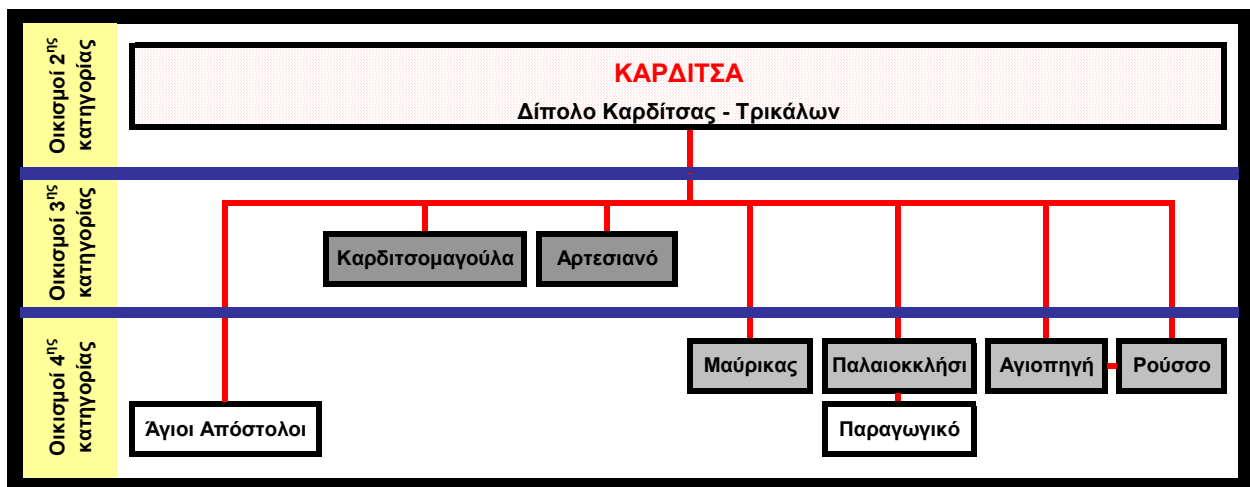 Οικισμοί 2ης
κατηγορίας
ΚΑΡΔΙΤΣΑ
Δίπολο Καρδίτσας - Τρικάλων
Οικισμοί 3ης
κατηγορίας
Καρδιτσομαγούλα
Αρτεσιανό
Οικισμοί 4ης
κατηγορίας
Μαύρικας
Παλαιοκκλήσι
Αγιοπηγή
Ρούσσο
Άγιοι Απόστολοι
Παραγωγικό